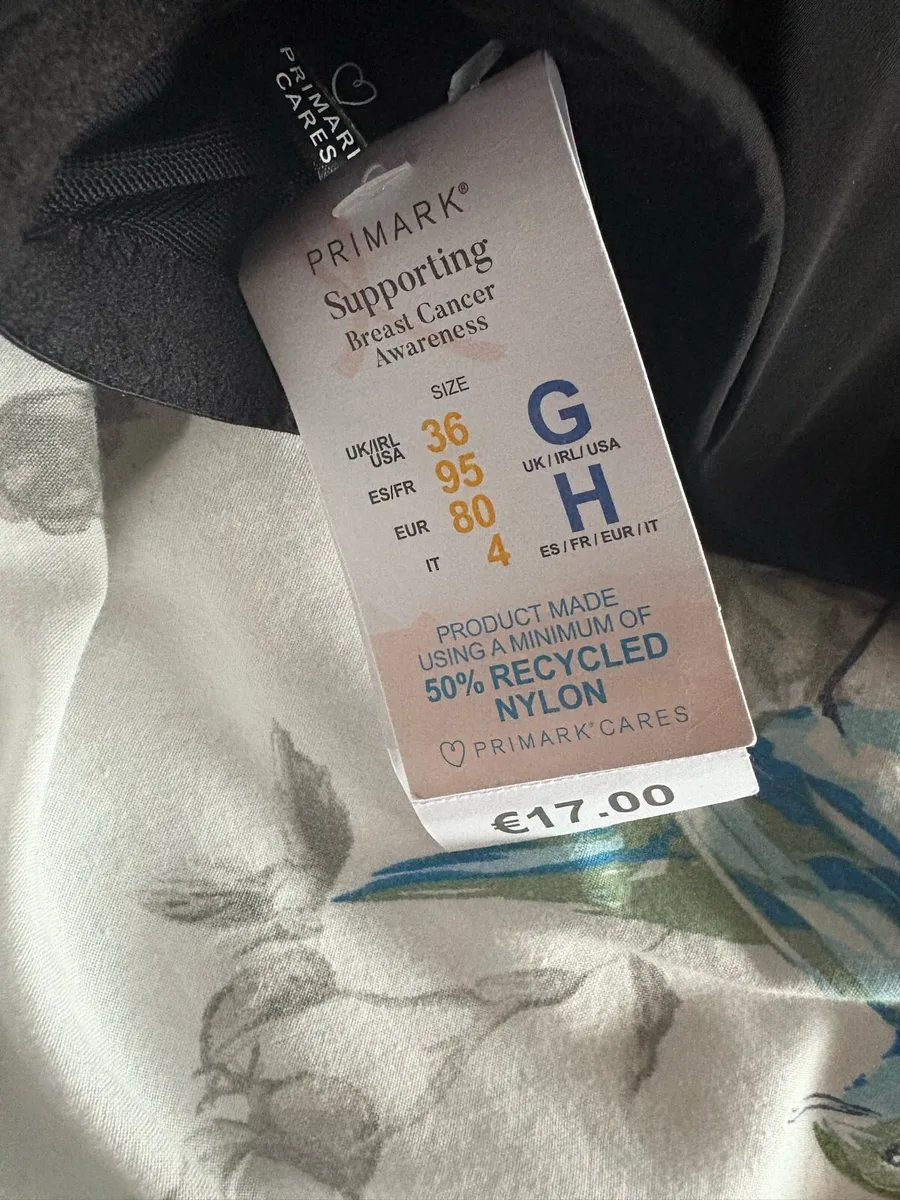 PRIMARK
CARES
PRIMARK®
Supporting
Breast Cancer
Awareness
SIZE
UK/IRL
USA
36
ES/FR 95
EUR 80
IT 4
G
UK / IRL/ USA
H
ES / FR / EUR / IT
PRODUCT MADE
USING A MINIMUM OF
50% RECYCLED
NYLON
PRIMARK® CARES
€17.00